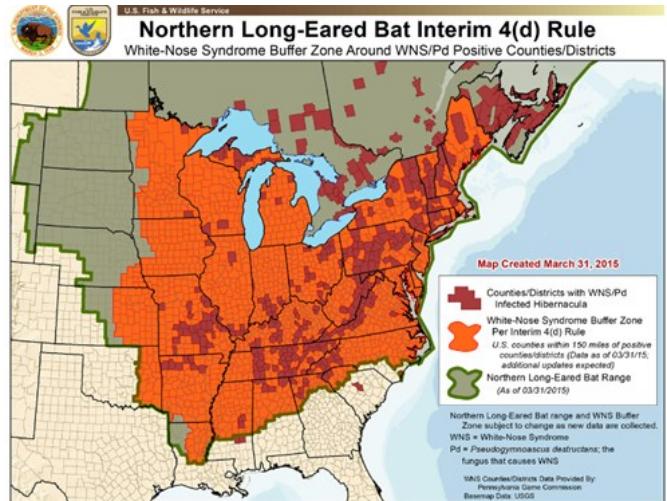 U.S. Fish & Wildlife Service
Northern Long-Eared Bat Interim 4(d) Rule
White-Nose Syndrome Buffer Zone Around WNS/Pd Positive Counties/Districts
Map Created March 31, 2015
Counties/Districts with WNS/Pd
Infected Hibernacula
White-Nose Syndrome Buffer Zone
Per Interim 4(d) Rule
U.S. counties within 150 miles of positive
counties/districts (Data as of 03/31/15;
additional updates expected)
Northern Long-Eared Bat Range
(As of 03/31/2015)
Northern Long-Eared Bat range and WNS Buffer
Zone subject to change as new data are collected.
WNS = White-Nose Syndrome
Pd = Pseudogymnoascus destructans; the
fungus that causes WNS
WNS Counties/Districts Data Provided By:
Pennsylvania Game Commission
Basemap Data: USGS